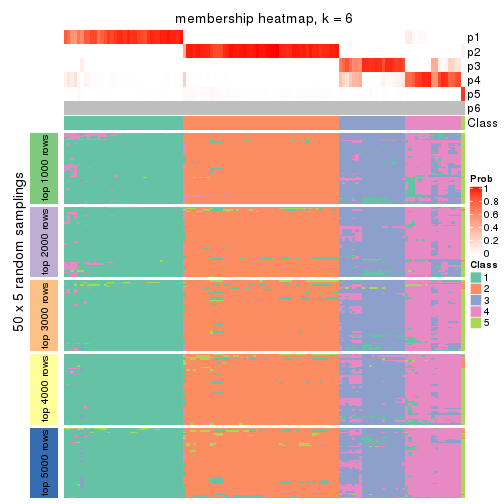 membership heatmap, k = 6
p1
p2
p3
p4
p5
p6
Class
50 x 5 random samplings
top 1000 rows
top 2000 rows
top 3000 rows
top 4000 rows
top 5000 rows
Prob
1
0.8
0.6
0.4
0.2
0
Class
1
2
3
4
5